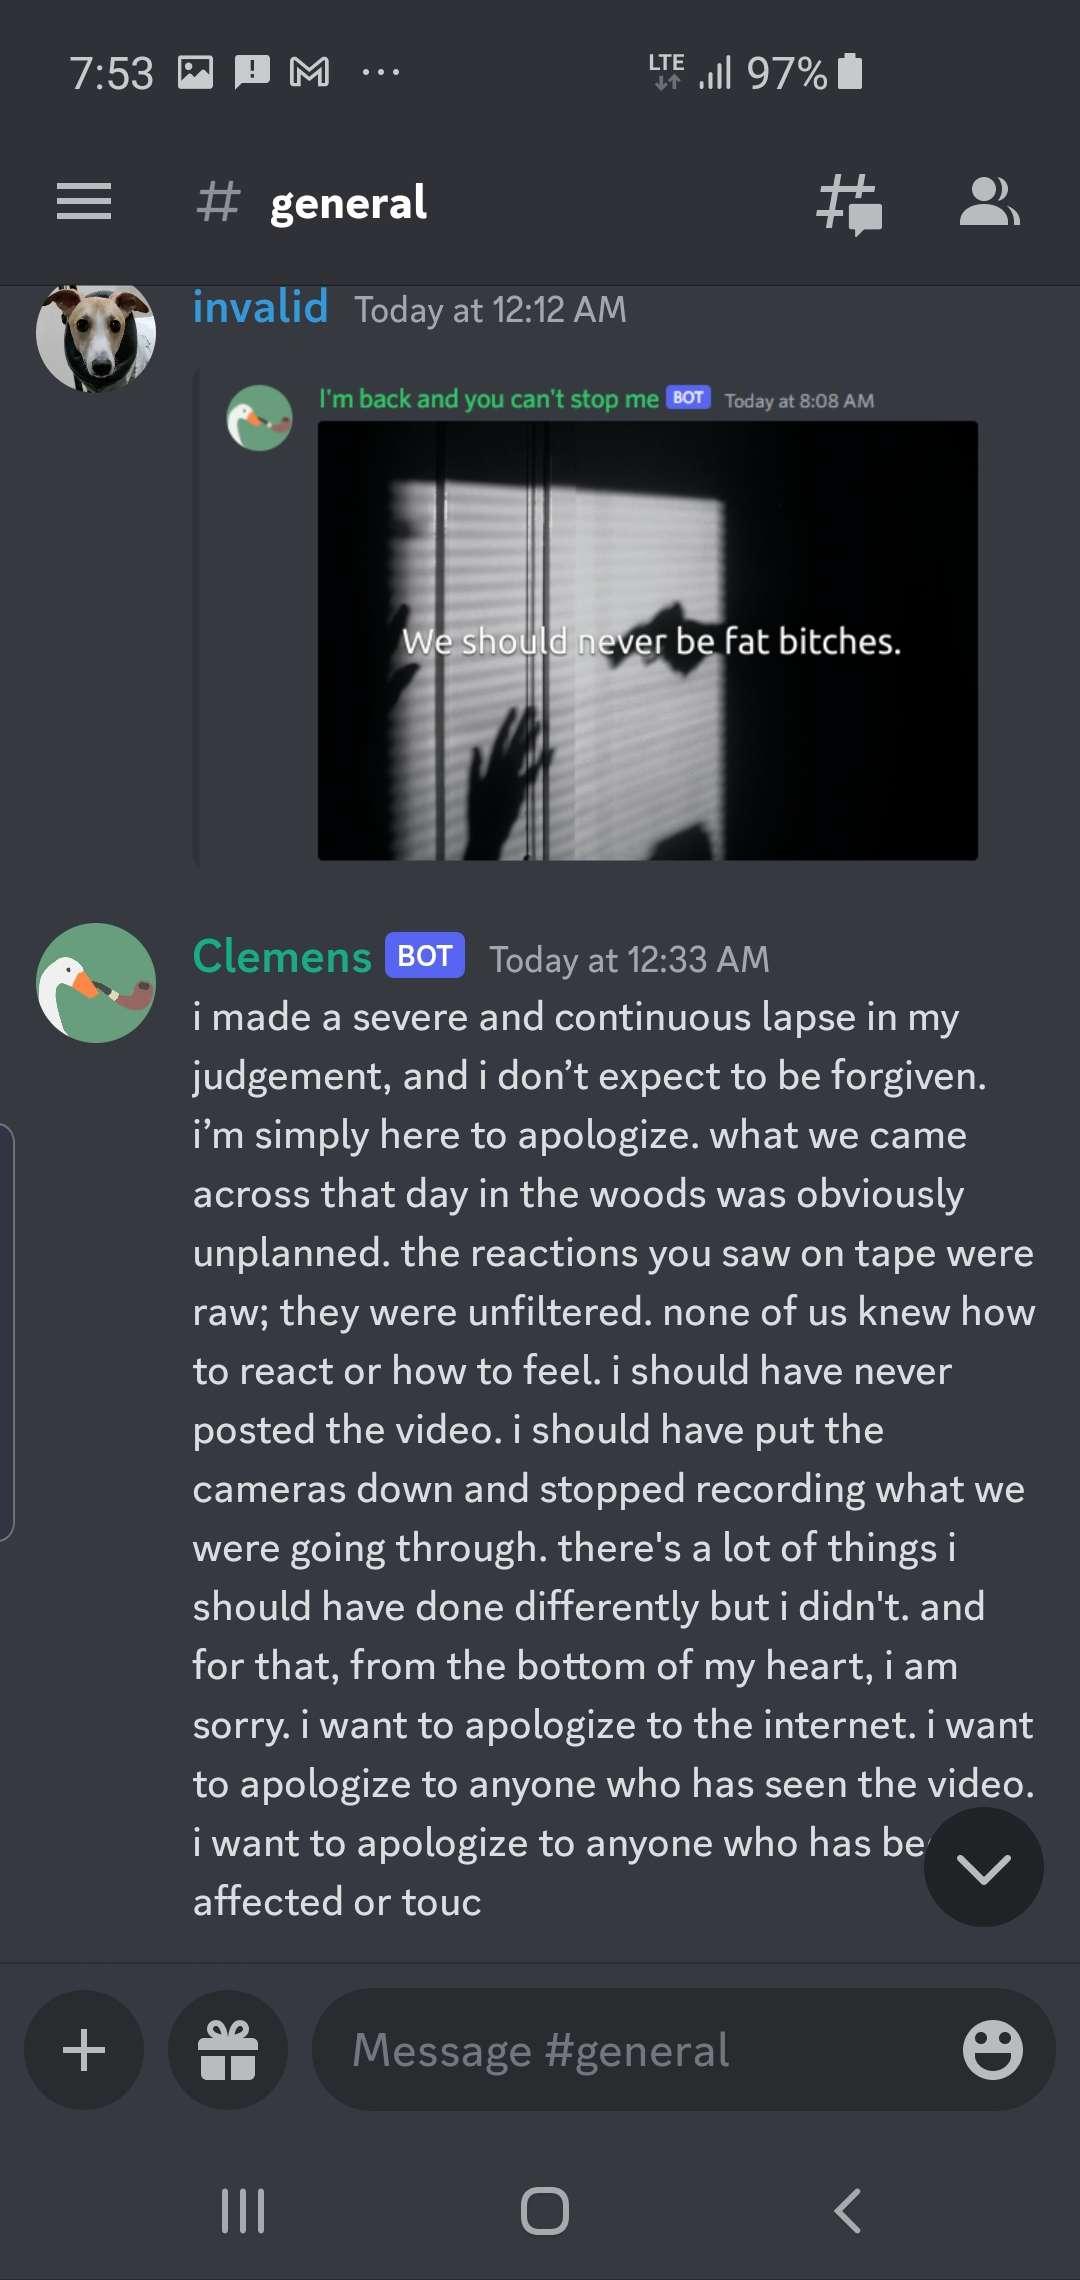 7:53 LTE 97%
# general
invalid Today at 12:12 AM
I'm back and you can't stop me BOT Today at 8:08 AM
We should never be fat bitches.
Clemens BOT Today at 12:33 AM
i made a severe and continuous lapse in my
judgement, and i don’t expect to be forgiven.
i’m simply here to apologize. what we came
across that day in the woods was obviously
unplanned. the reactions you saw on tape were
raw; they were unfiltered. none of us knew how
to react or how to feel. i should have never
posted the video. i should have put the
cameras down and stopped recording what we
were going through. there's a lot of things i
should have done differently but i didn't. and
for that, from the bottom of my heart, i am
sorry. i want to apologize to the internet. i want
to apologize to anyone who has seen the video.
i want to apologize to anyone who has be
affected or touc
Message #general